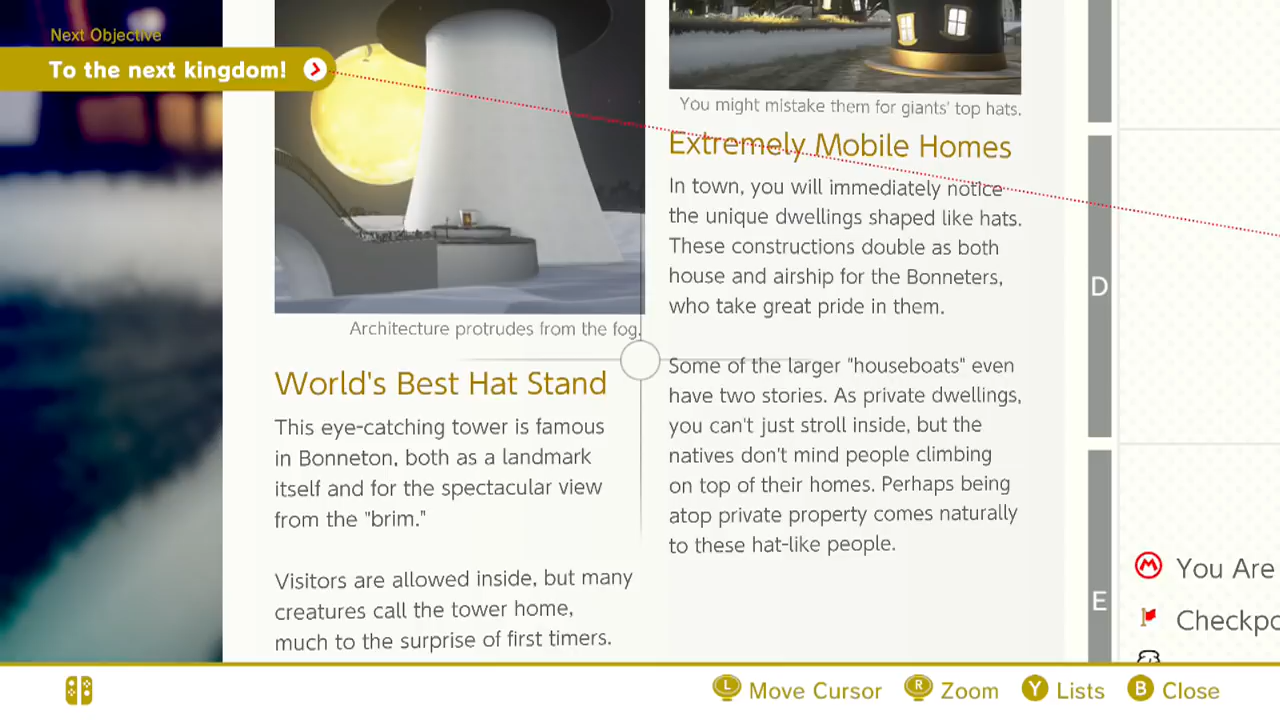 Next Objective
To the next kingdom!
Architecture protrudes from the fog.
World's Best Hat Stand
This eye-catching tower is famous
in Bonneton, both as a landmark
itself and for the spectacular view
from the "brim."
Visitors are allowed inside, but many
creatures call the tower home,
much to the surprise of first timers.
You might mistake them for giants' top hats.
Extremely Mobile Homes
In town, you will immediately notice
the unique dwellings shaped like hats.
These constructions double as both
house and airship for the Bonneters,
who take great pride in them.
Some of the larger "houseboats" even
have two stories. As private dwellings,
you can't just stroll inside, but the
natives don't mind people climbing
on top of their homes. Perhaps being
atop private property comes naturally
to these hat-like people.
D
E
You Are
Checkpo
L Move Cursor R Zoom Y Lists B Close